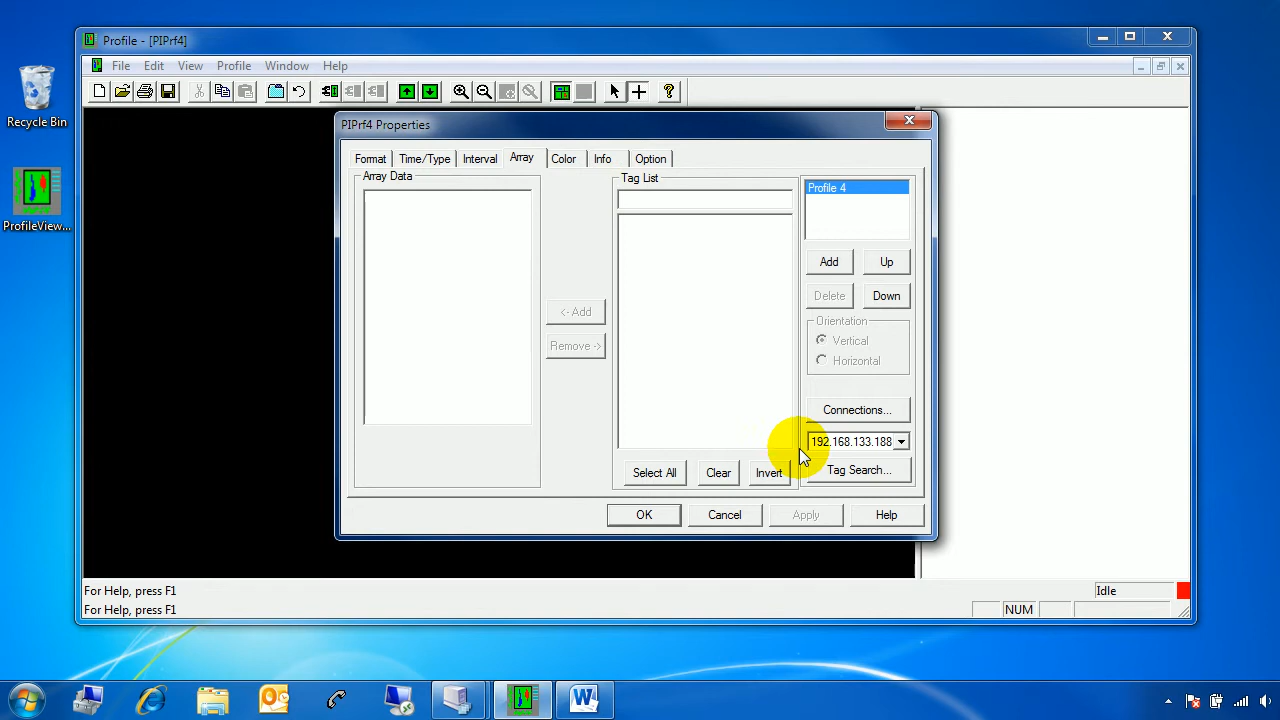 Recycle Bin
ProfileView...
Profile - [PIPrf4]
File Edit View Profile Window Help
PIPrf4 Properties
Format Time/Type Interval Array Color Info Option
Array Data
<- Add
Remove ->
Tag List
Select All Clear Invert
Profile 4
Add Up
Delete Down
Orientation
Vertical
Horizontal
Connections...
192.168.133.188
Tag Search...
OK Cancel Apply Help
For Help, press F1 Idle
For Help, press F1 NUM